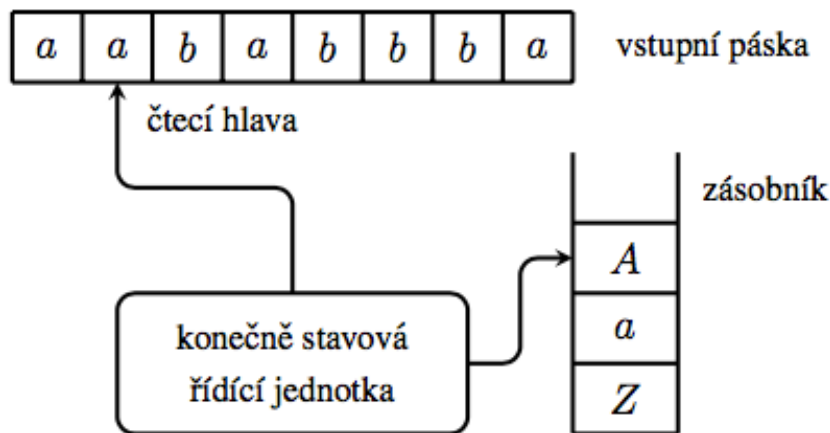 a a b a b b b a vstupní páska
čtecí hlava
zásobník
A
konečně stavová
a
řídící jednotka
Z